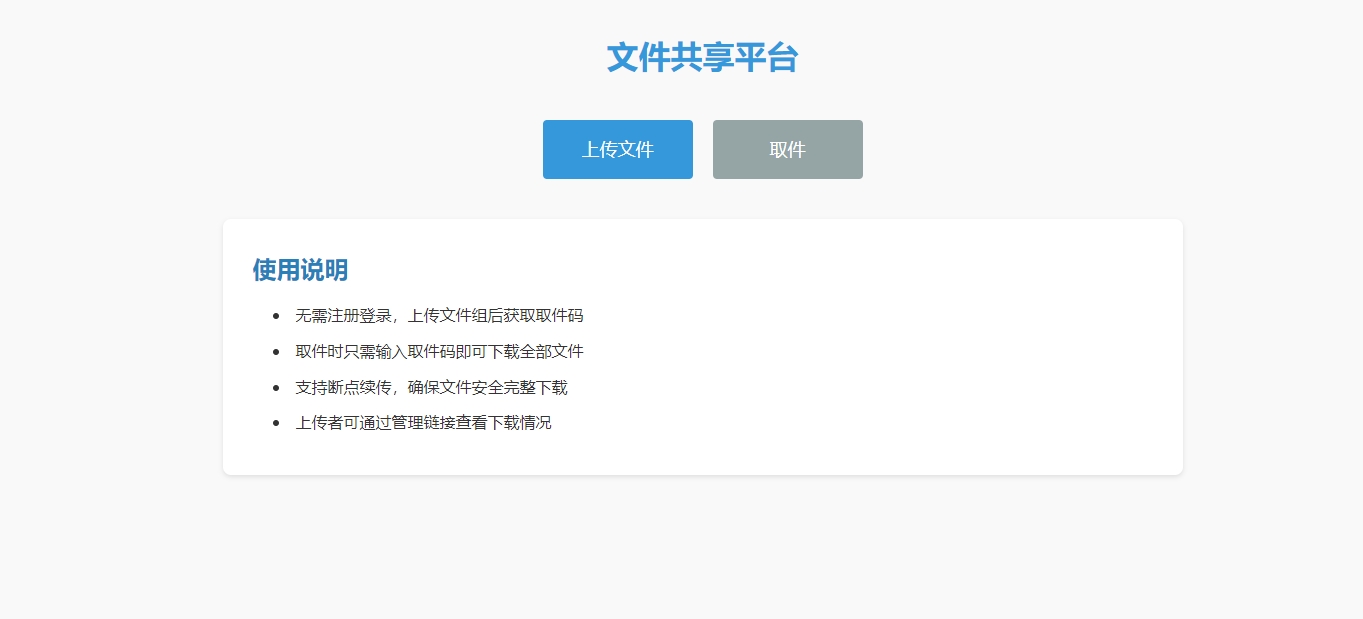 文件共享平台
上传文件
取件
使用说明
无需注册登录，上传文件组后获取取件码
取件时只需输入取件码即可下载全部文件
支持断点续传，确保文件安全完整下载
上传者可通过管理链接查看下载情况